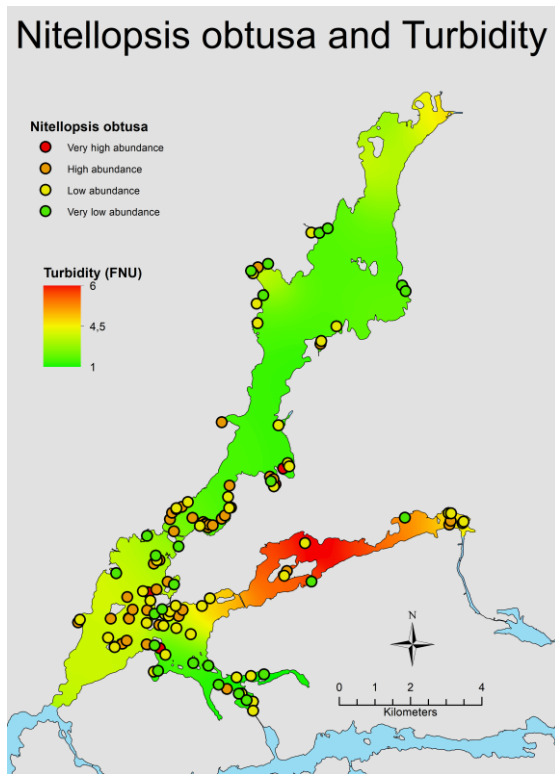 Nitellopsis obtusa and Turbidity
Nitellopsis obtusa
Very high abundance
High abundance
Low abundance
Very low abundance
Turbidity (FNU)
6
4,5
1
N
0 1 2 4
Kilometers